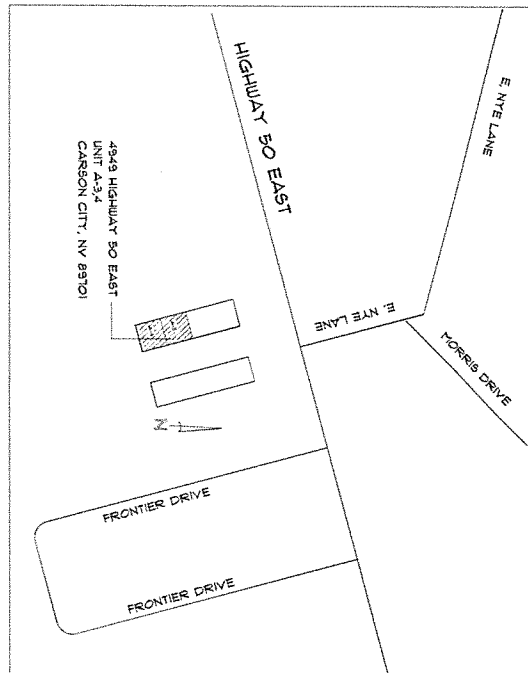 E. NYE LANE
HIGHWAY 50 EAST
E. NYE LANE
MORRIS DRIVE
4949 HIGHWAY 50 EAST
UNIT A-3,4
CARSON CITY, NV 89701
N
FRONTIER DRIVE
FRONTIER DRIVE